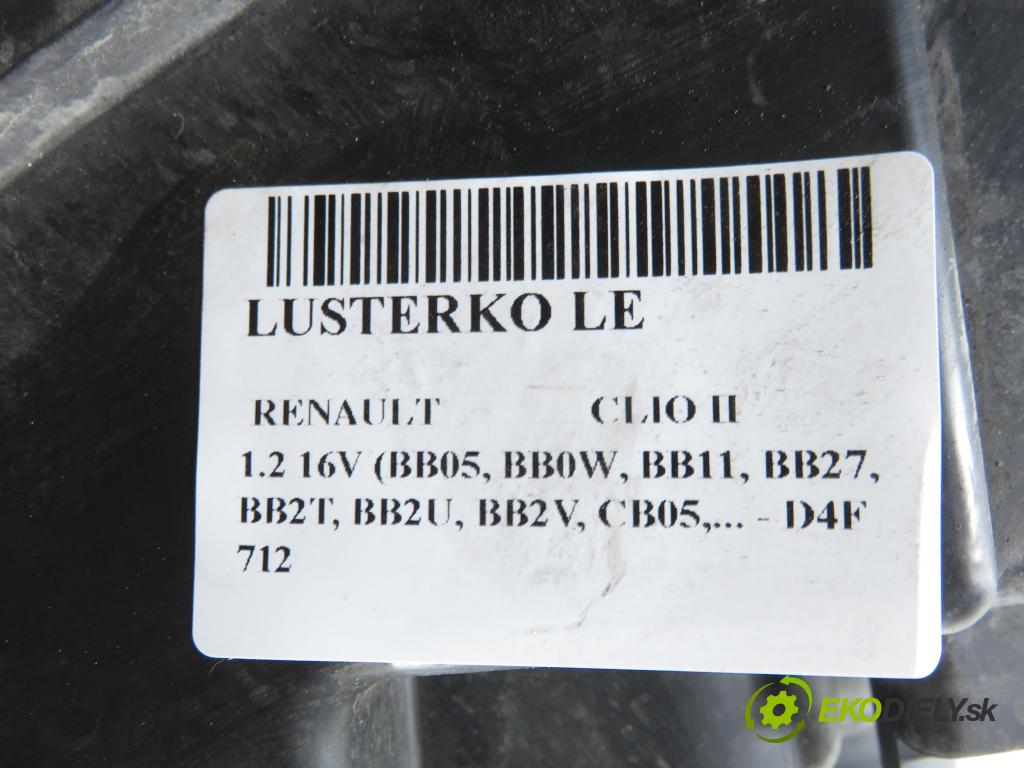 LUSTERKO LE
RENAULT CLIO II
1.2 16V (BB05, BB0W, BB11, BB27,
BB2T, BB2U, BB2V, CB05,... - D4F
712
EKODIELY.sk